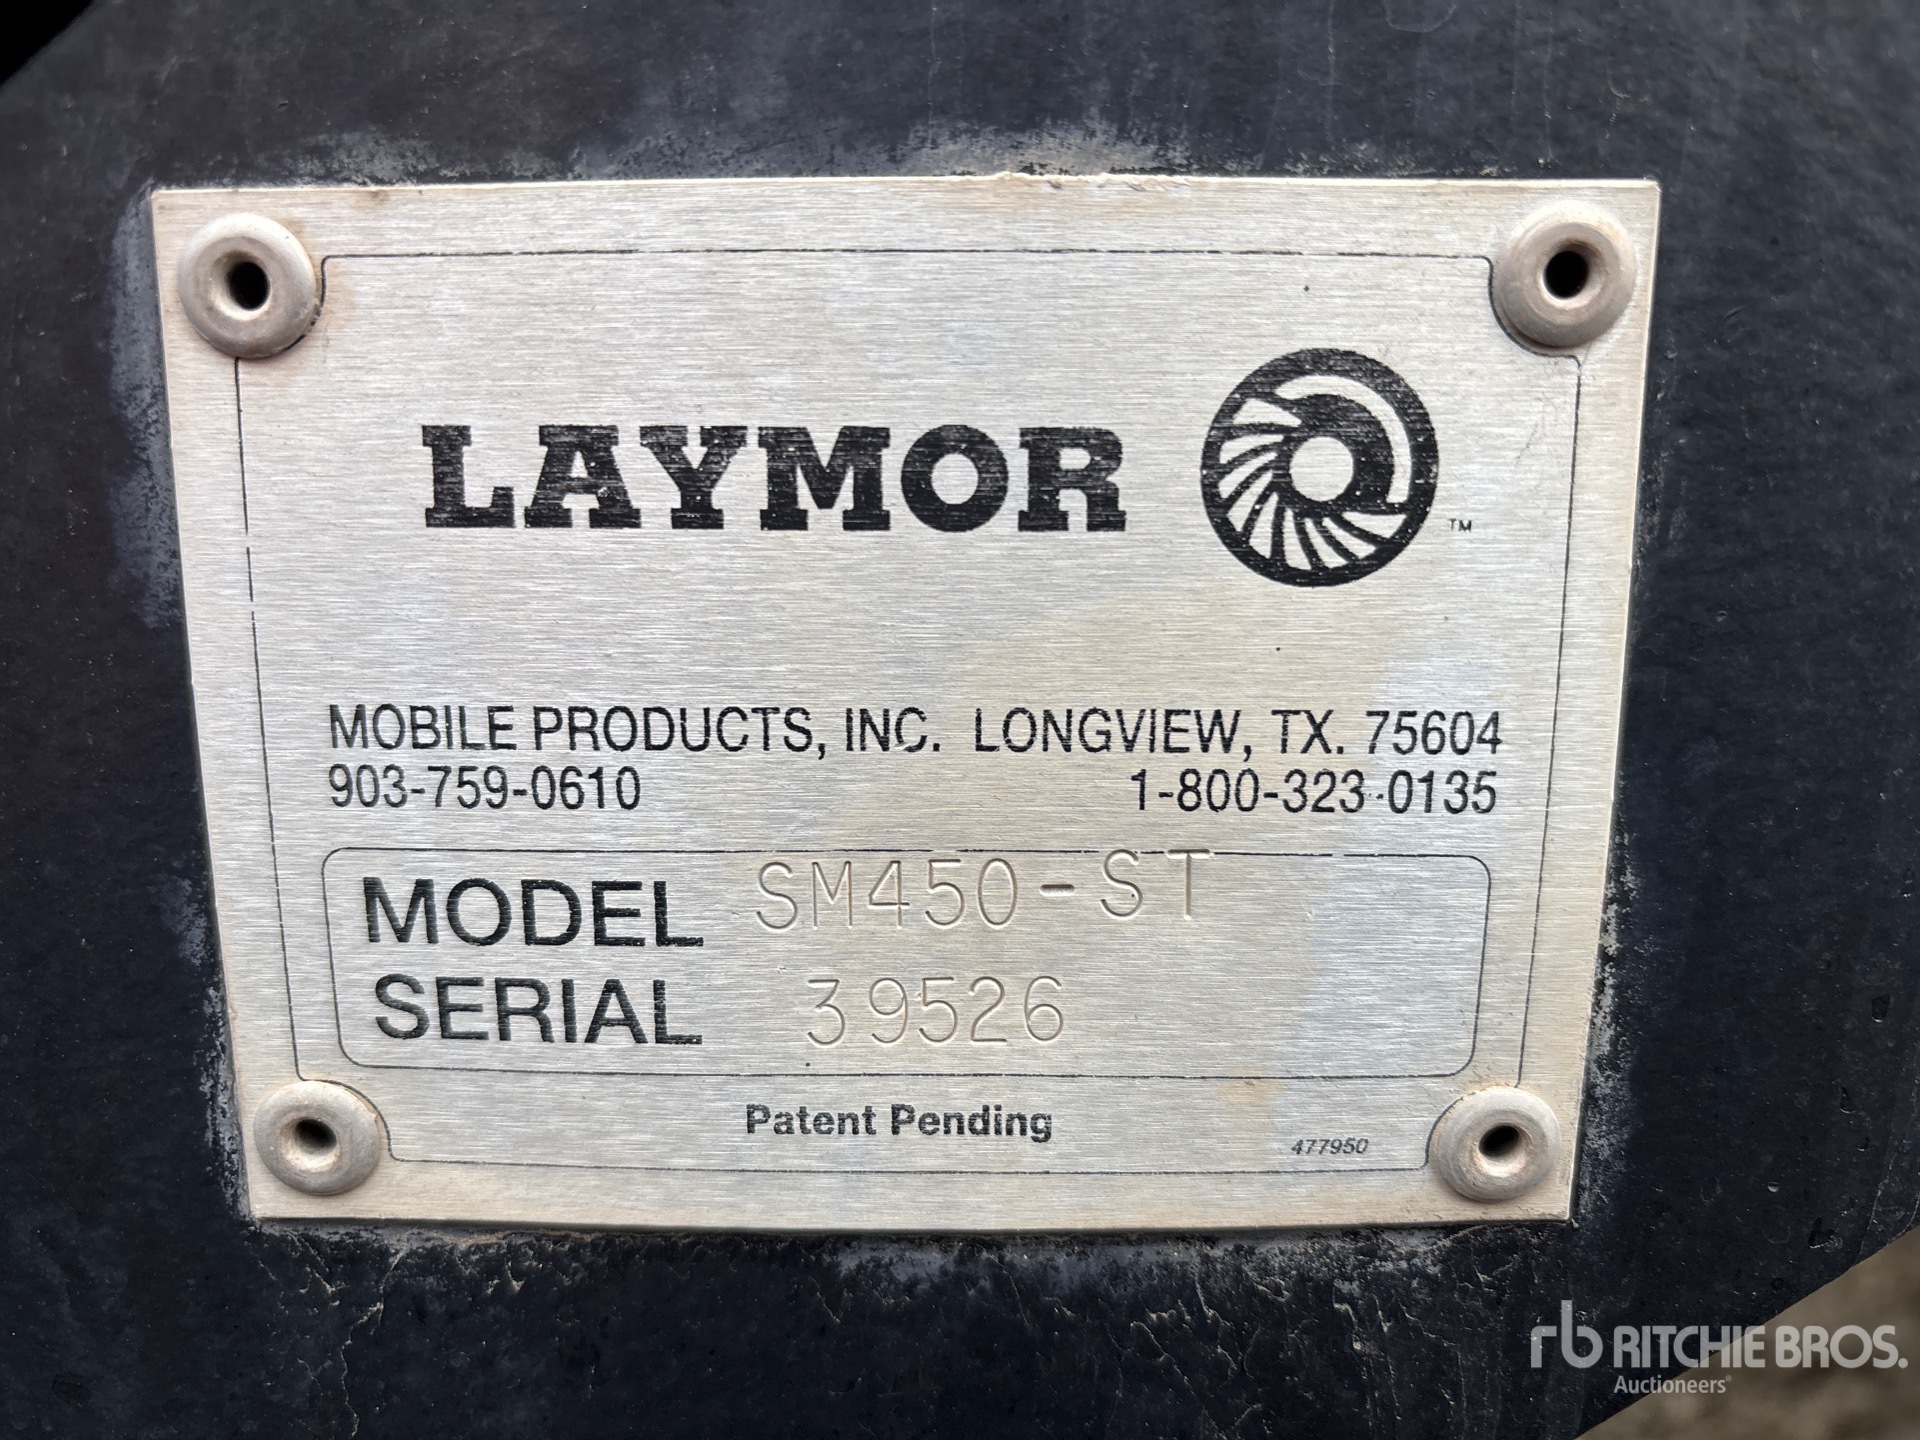 LAYMOR
TM
MOBILE PRODUCTS, INC. LONGVIEW, TX. 75604
903-759-0610 1-800-323-0135
MODEL SM450-ST
SERIAL 39526
Patent Pending
477950
rb RITCHIE BROS.
Auctioneers®